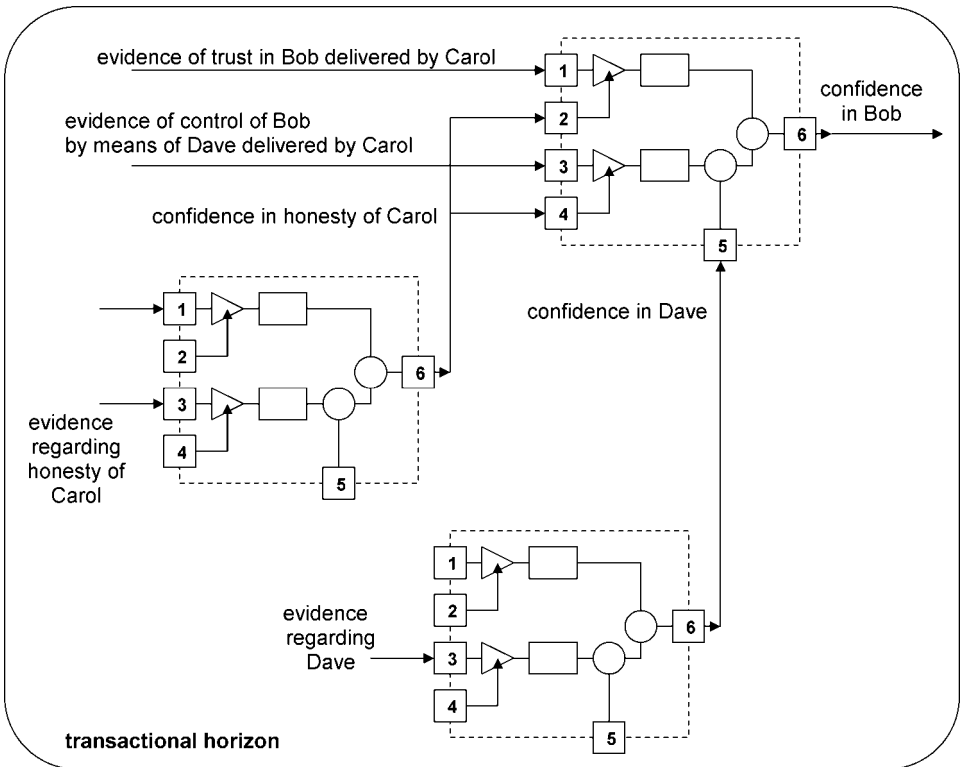 evidence of trust in Bob delivered by Carol
1
2
evidence of control of Bob
by means of Dave delivered by Carol
3
confidence in honesty of Carol
4
5
6
confidence
in Bob
1
2
3
4
5
6
evidence
regarding
honesty of
Carol
confidence in Dave
1
2
3
4
5
6
evidence
regarding
Dave
transactional horizon